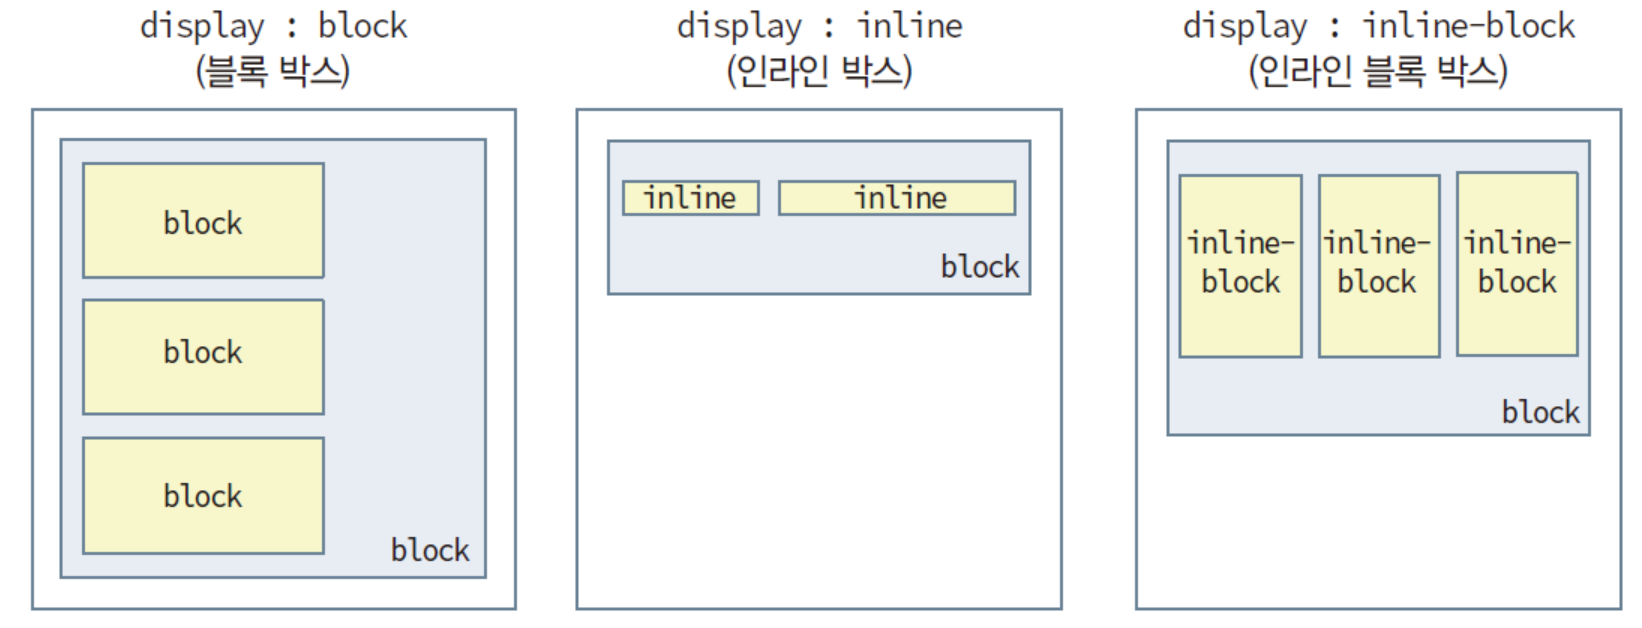 display : block
(블록 박스)
block
block
block
block
display : inline
(인라인 박스)
inline
inline
block
display : inline-block
(인라인 블록 박스)
inline-
block
inline-
block
inline-
block
block